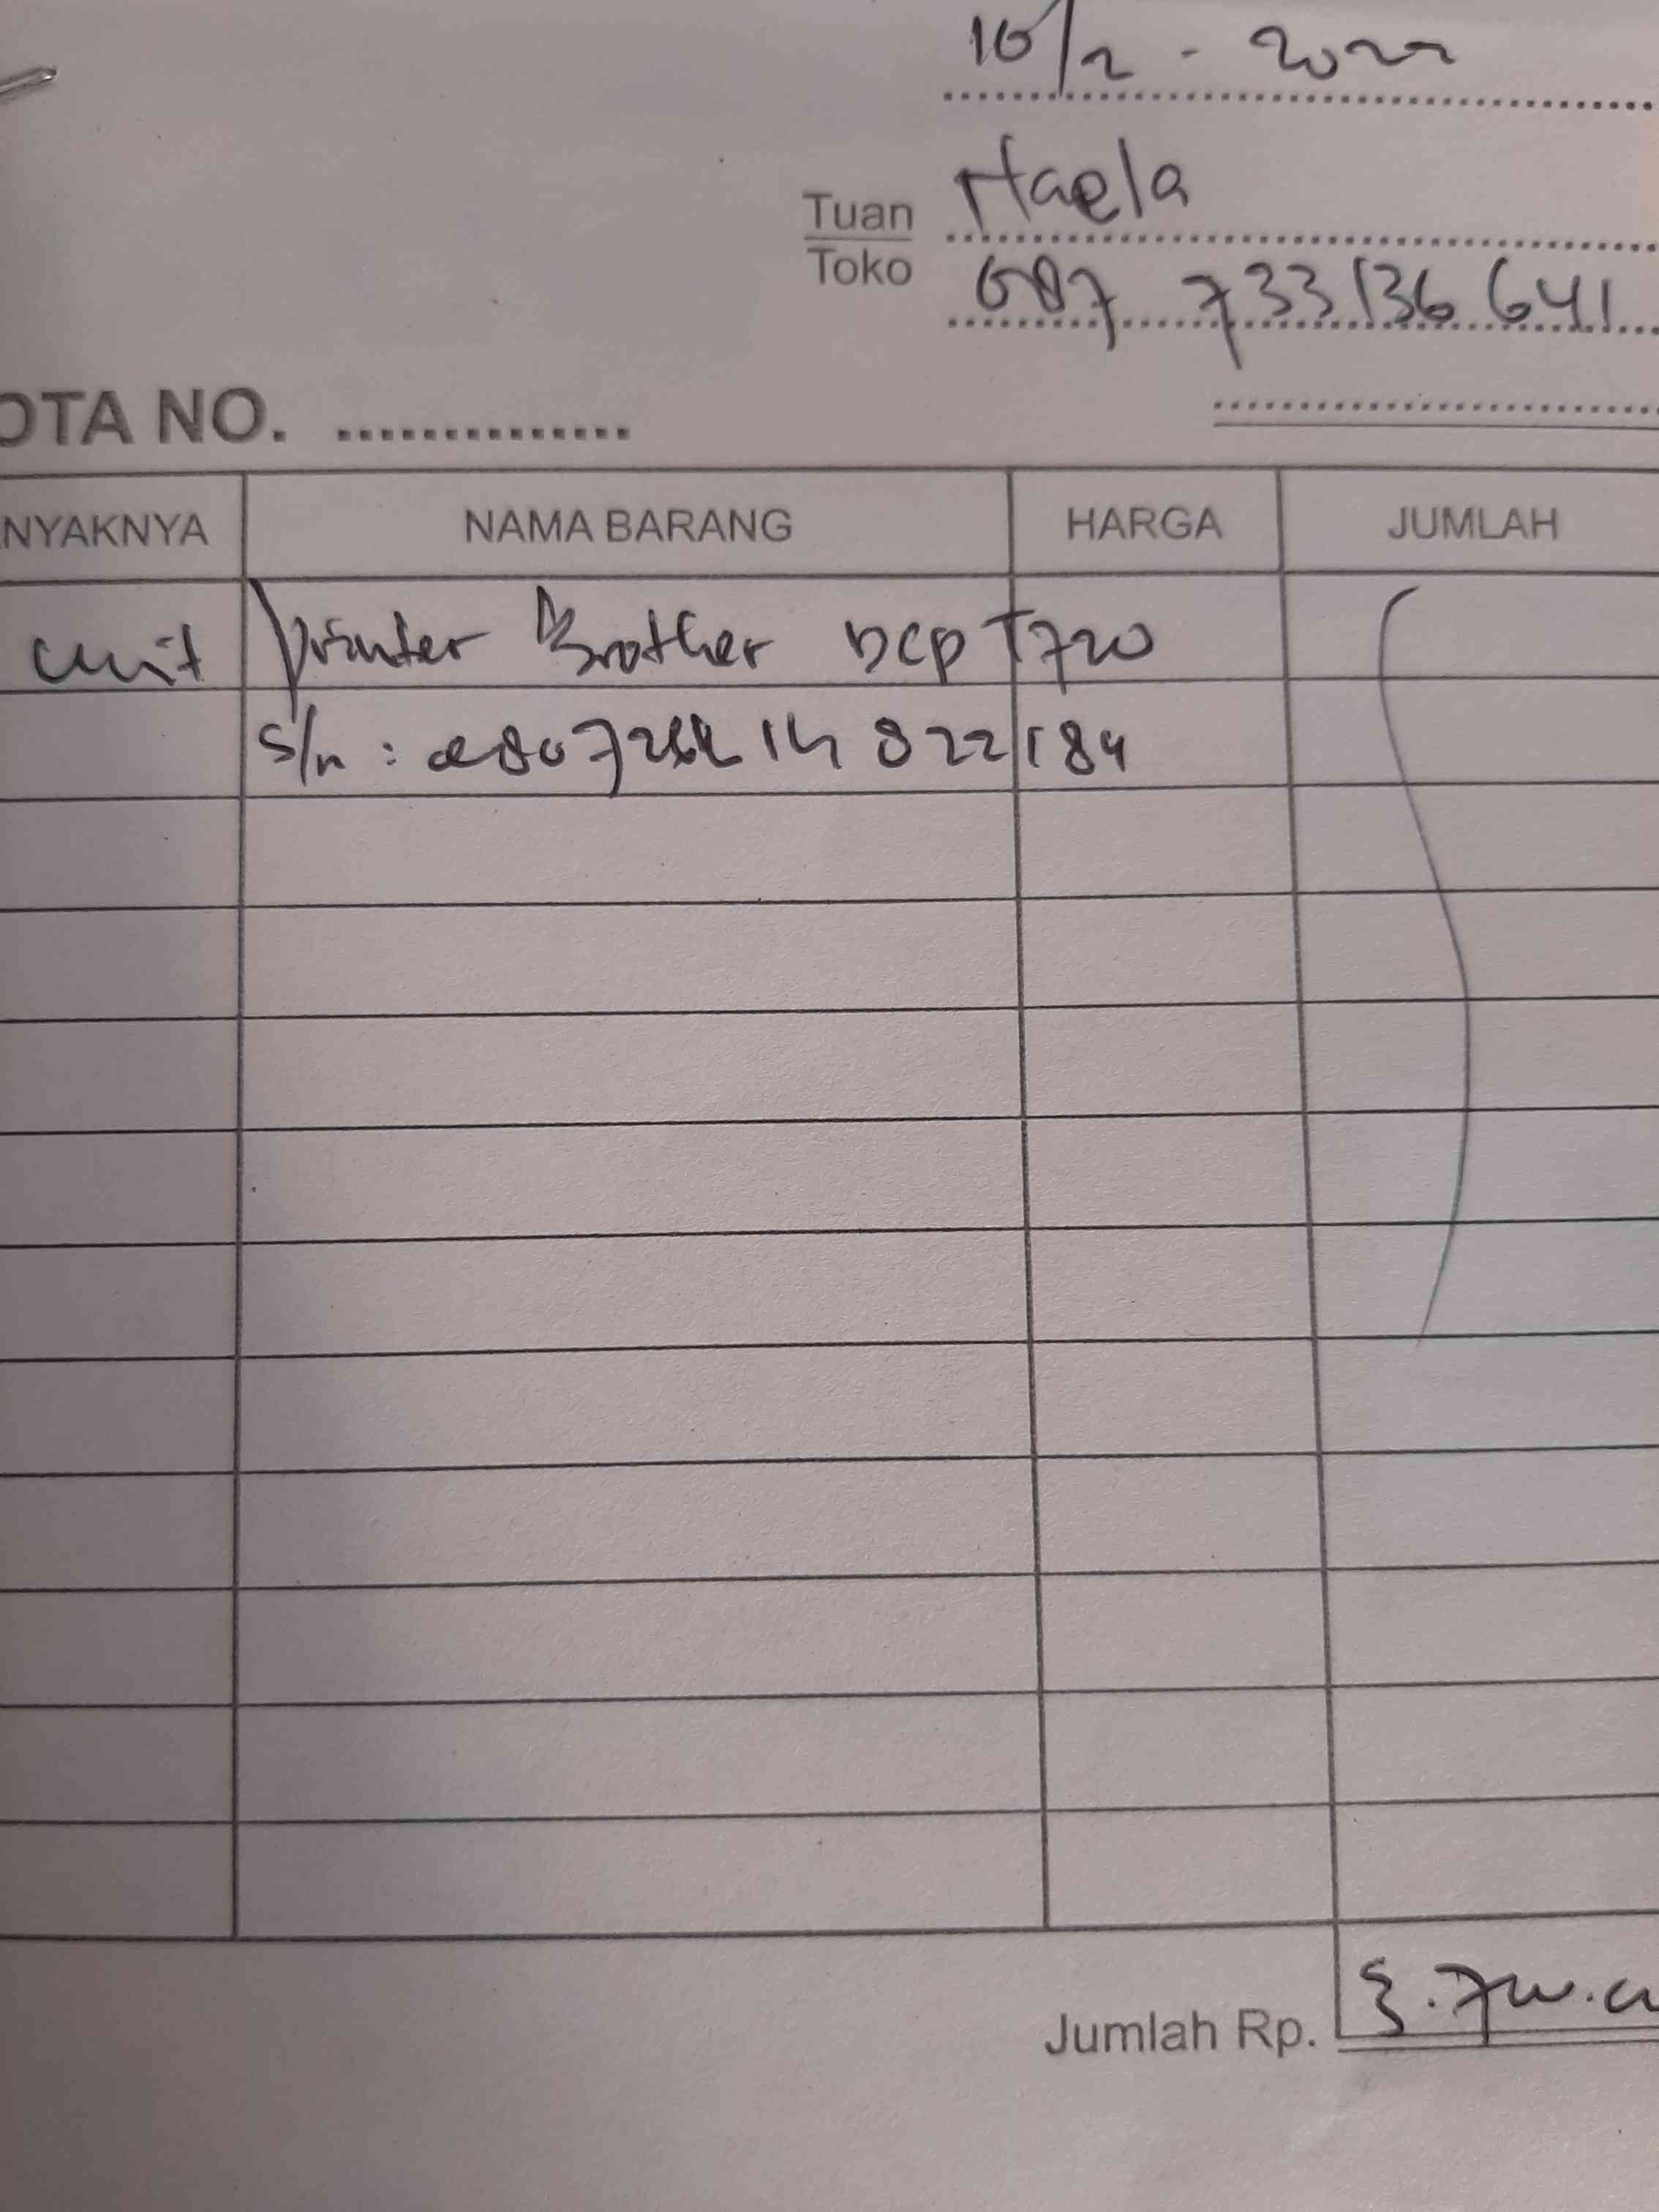 10/2 - 2022
Tuan Haela
Toko 087 733136641
OTA NO. ..............
NYAKNYA NAMA BARANG HARGA JUMLAH
unit Printer Brother DCP T720
S/n : 822184
Jumlah Rp.